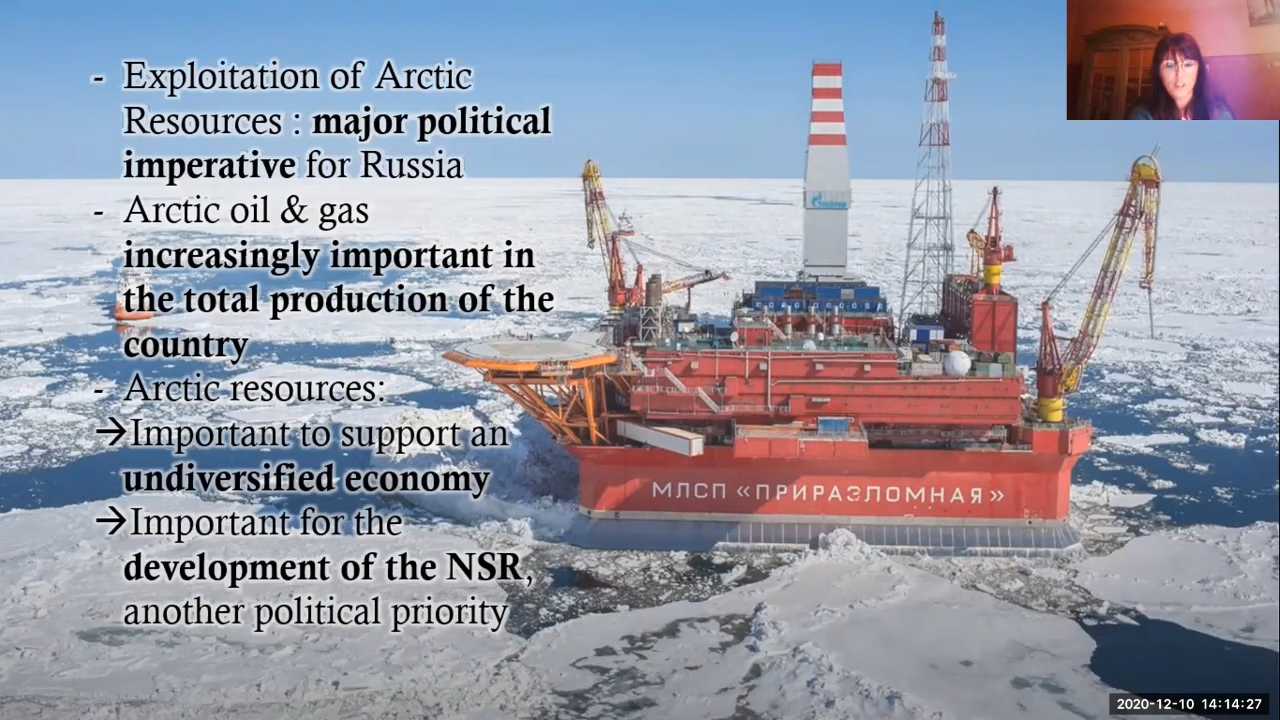 - Exploitation of Arctic
Resources : major political
imperative for Russia
- Arctic oil & gas
increasingly important in
the total production of the
country
- Arctic resources:
→Important to support an
undiversified economy
→Important for the
development of the NSR,
another political priority
МЛСП «ПРИРАЗЛОМНАЯ»
2020-12-10 14:14:27